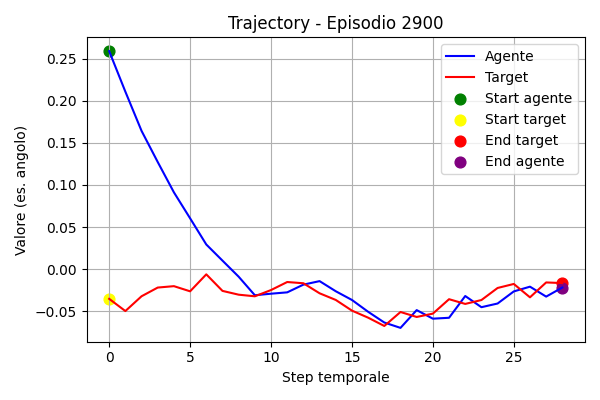 Trajectory - Episodio 2900
Valore (es. angolo)
0.25
0.20
0.15
0.10
0.05
0.00
−0.05
0 5 10 15 20 25
Step temporale
Agente
Target
Start agente
Start target
End target
End agente